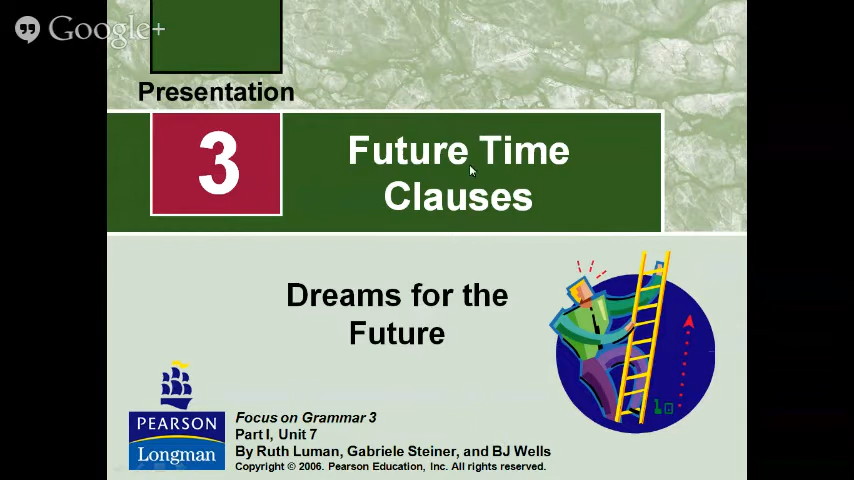 Google+
Presentation
3
Future Time
Clauses
Dreams for the
Future
PEARSON
Longman
Focus on Grammar 3
Part I, Unit 7
By Ruth Luman, Gabriele Steiner, and BJ Wells
Copyright © 2006. Pearson Education, Inc. All rights reserved.